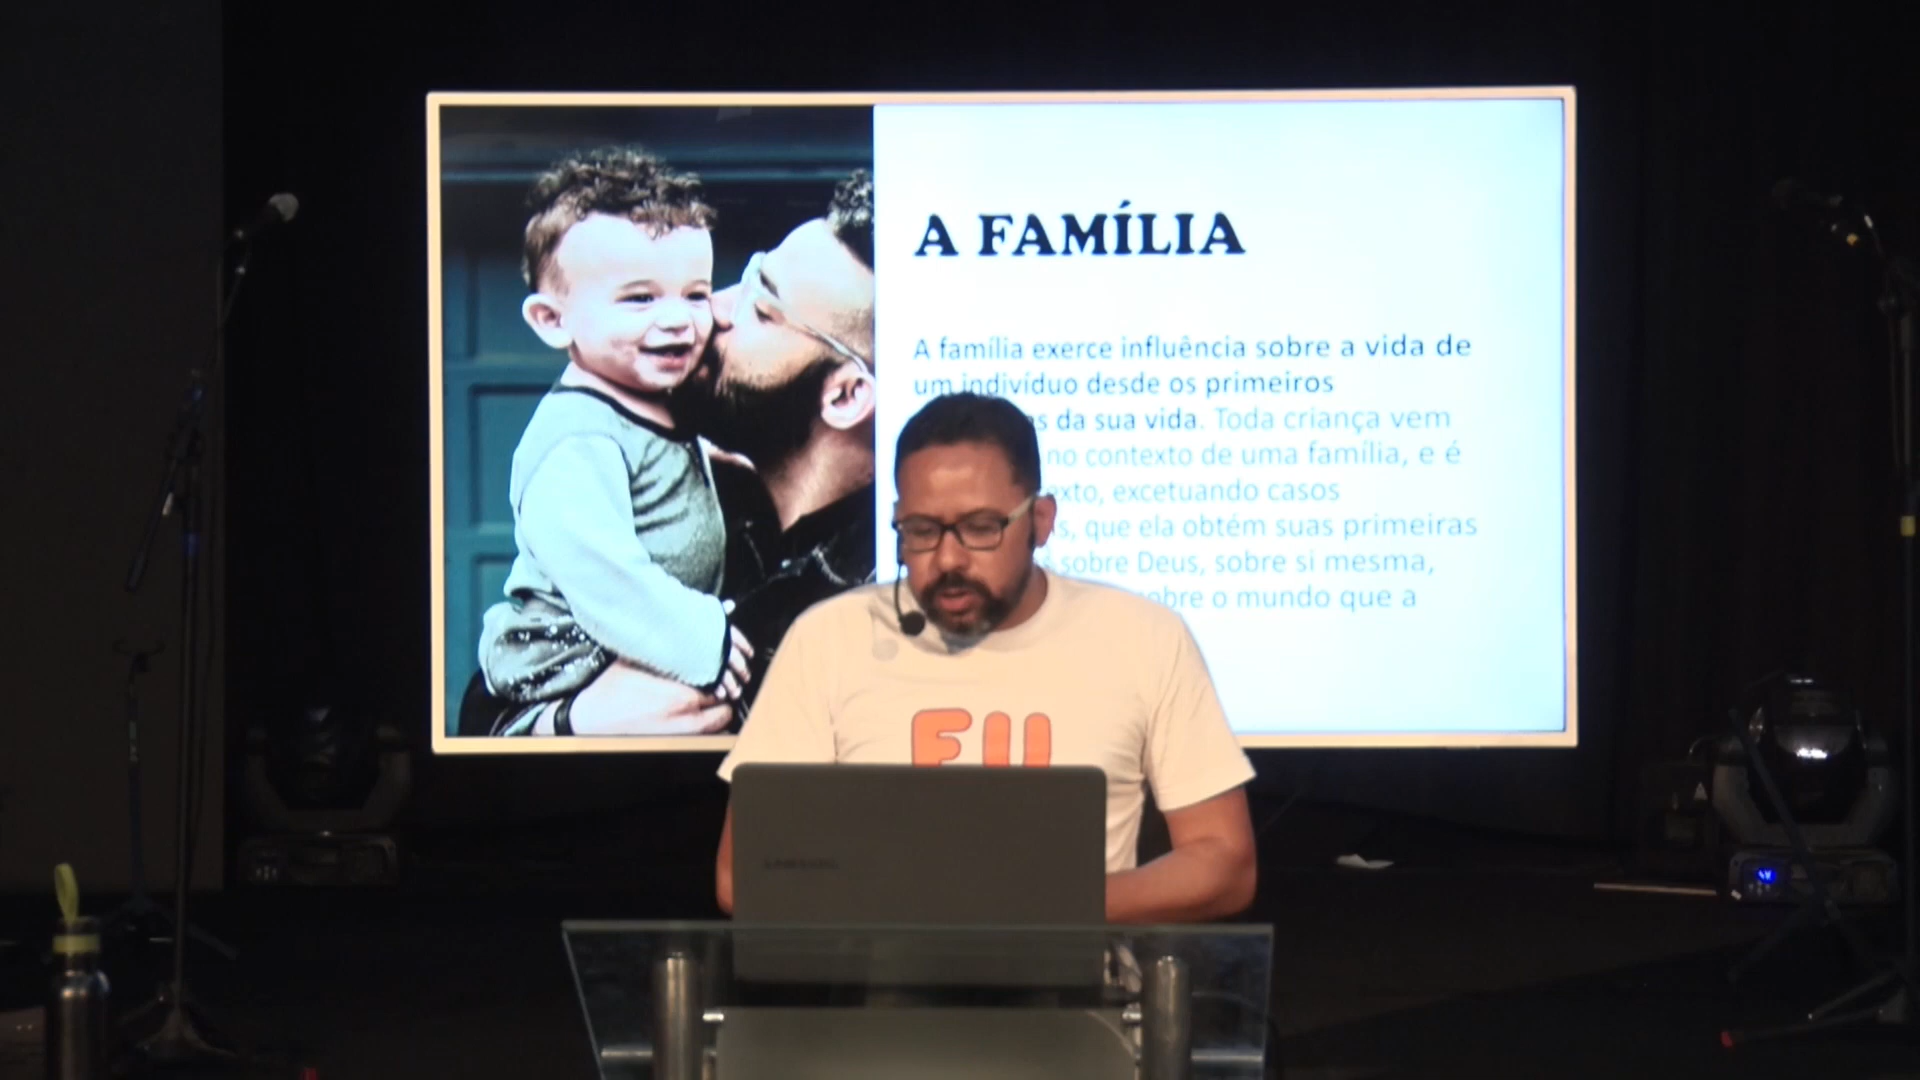 A FAMÍLIA
A família exerce influência sobre a vida de
um indivíduo desde os primeiros
da sua vida. Toda criança vem
no contexto de uma família, e é
excetuando casos
que ela obtém suas primeiras
sobre Deus, sobre si mesma,
sobre o mundo que a
EU